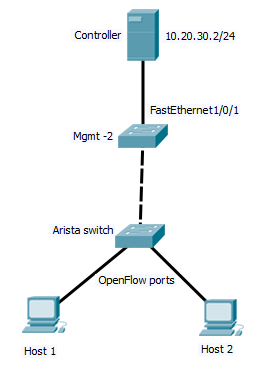 Controller
10.20.30.2/24
FastEthernet1/0/1
Mgmt -2
Arista switch
OpenFlow ports
Host 1
Host 2